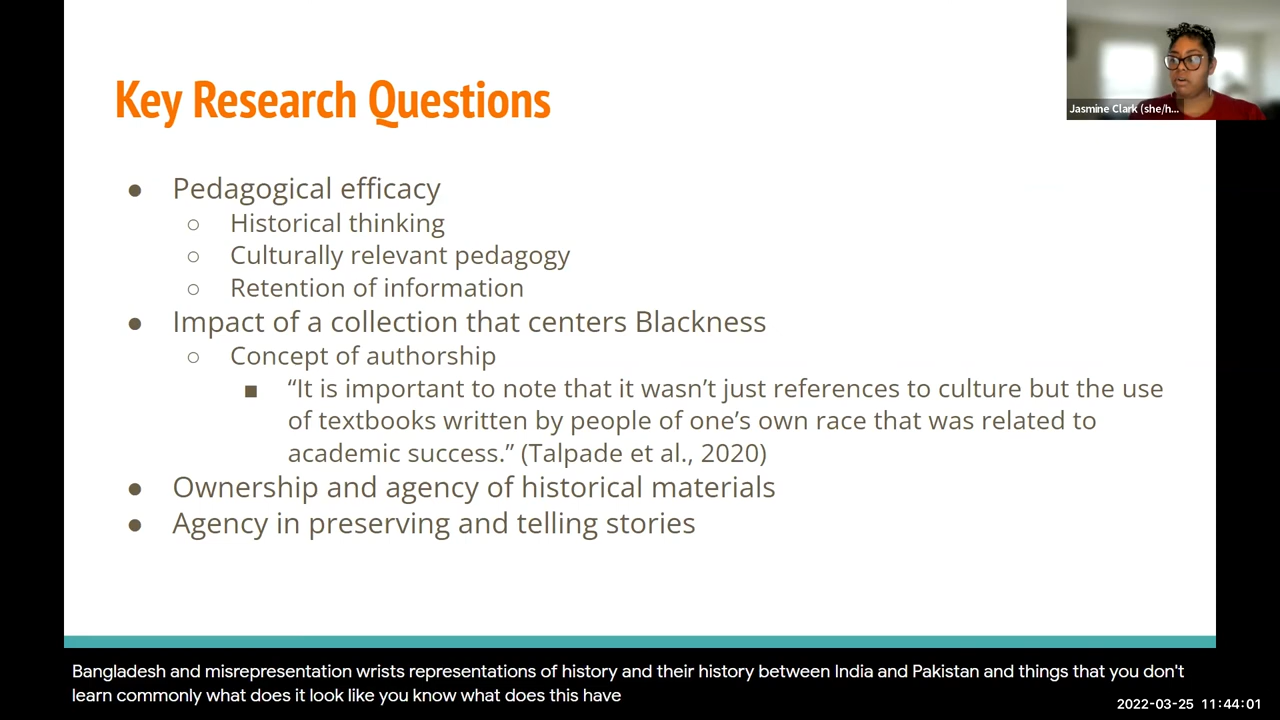 Key Research Questions
Jasmine Clark (she/h...
● Pedagogical efficacy
○ Historical thinking
○ Culturally relevant pedagogy
○ Retention of information
● Impact of a collection that centers Blackness
○ Concept of authorship
■ “It is important to note that it wasn’t just references to culture but the use
of textbooks written by people of one’s own race that was related to
academic success.” (Talpade et al., 2020)
● Ownership and agency of historical materials
● Agency in preserving and telling stories
Bangladesh and misrepresentation wrists representations of history and their history between India and Pakistan and things that you don't
learn commonly what does it look like you know what does this have
2022-03-25 11:44:01